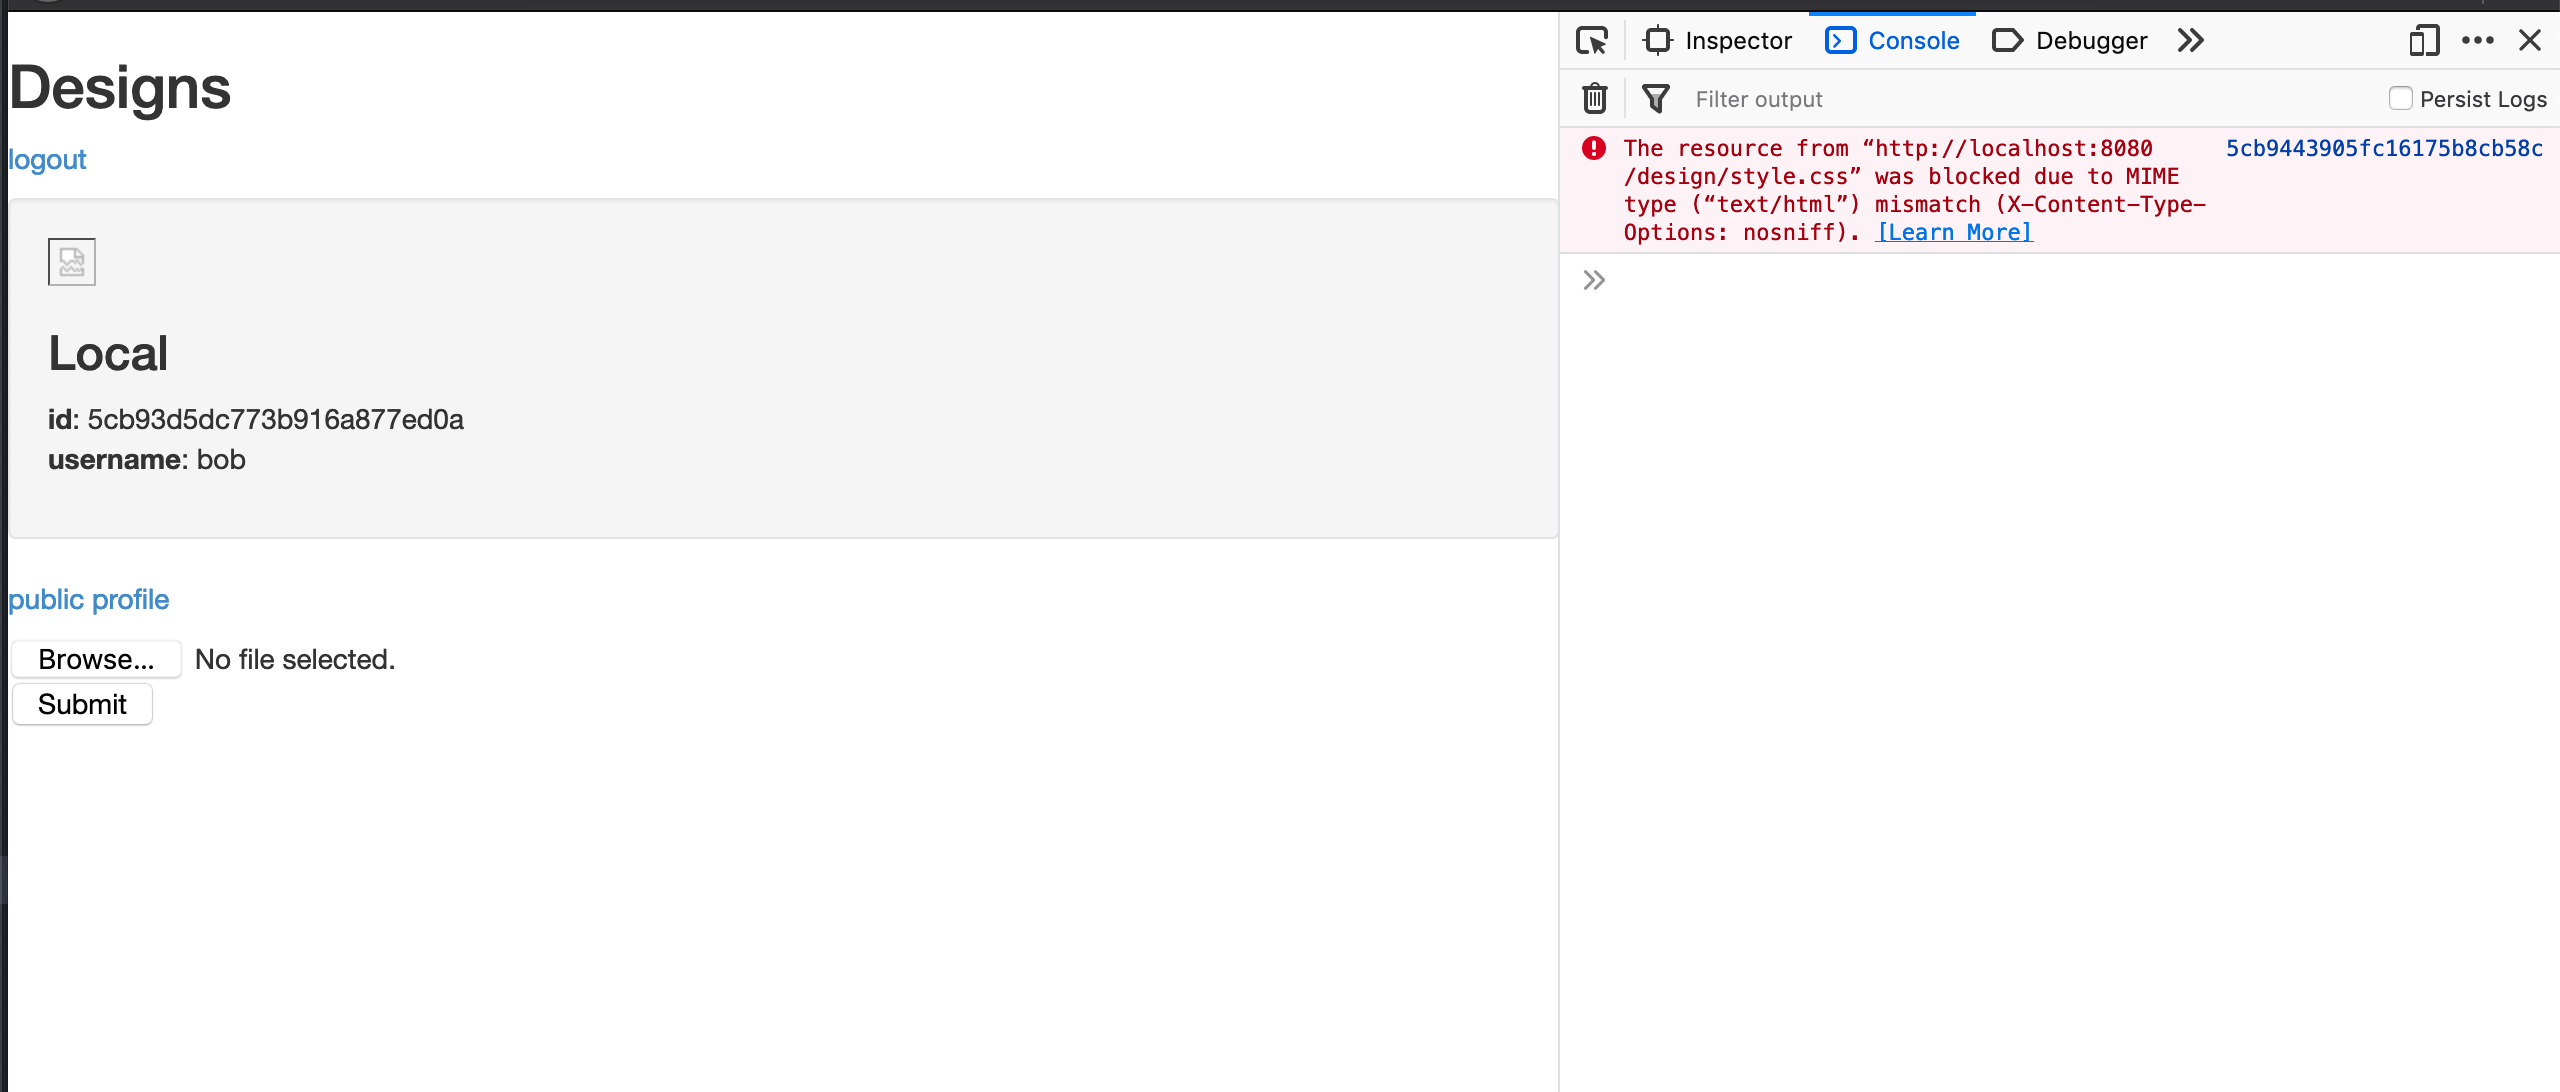 Designs
logout
Local
id: 5cb93d5dc773b916a877ed0a
username: bob
public profile
Browse... No file selected.
Submit
Inspector Console Debugger
Filter output Persist Logs
The resource from “http://localhost:8080 5cb9443905fc16175b8cb58c
/design/style.css” was blocked due to MIME
type (“text/html”) mismatch (X-Content-Type-
Options: nosniff). [Learn More]